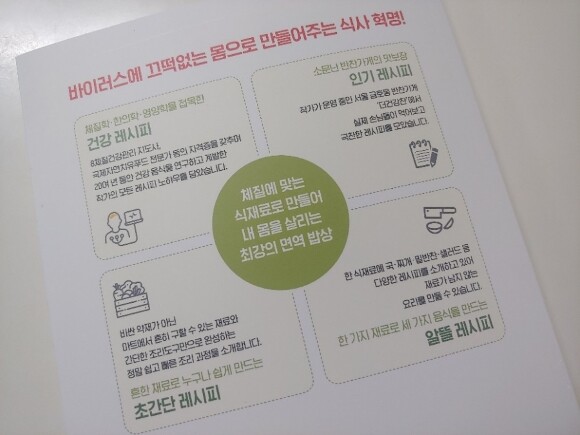 바이러스에 끄떡없는 몸으로 만들어주는 식사 혁명!
체질학·한의학·영양학을 접목한
건강 레시피
8체질건강관리 지도사,
국제자연치유푸드 전문가 등의 자격증을 갖추어
20여 년 동안 건강 음식을 연구하고 개발한
작가의 모든 레시피 노하우를 담았습니다.
소문난 반찬가게의 맛보장
인기 레시피
작가가 운영 중인 서울 금호동 반찬가게
'더건강찬'에서
실제 손님들이 먹어보고
극찬한 레시피를 모았습니다.
체질에 맞는
식재료로 만들어
내 몸을 살리는
최강의 면역 밥상
비싼 약재가 아닌
마트에서 흔히 구할 수 있는 재료와
간단한 조리도구만으로 완성하는
정말 쉽고 짧은 조리 과정을 소개합니다.
흔한 재료로 누구나 쉽게 만드는
초간단 레시피
한 식재료에 국·찌개·밑반찬·샐러드 등
다양한 레시피를 소개하고 있어
재료가 남지 않는
요리를 만들 수 있습니다.
한 가지 재료로 세 가지 음식을 만드는
알뜰 레시피